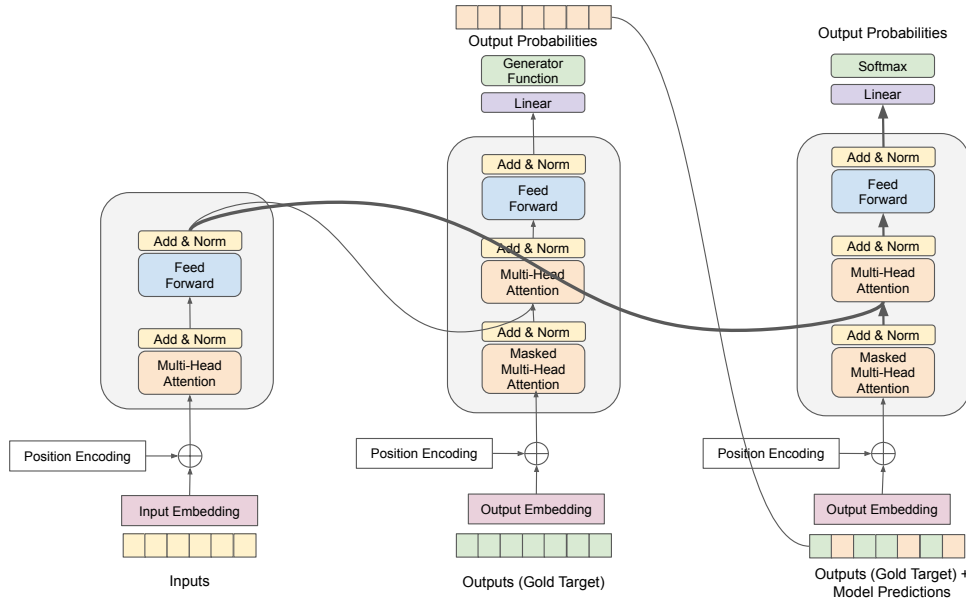 Output Probabilities
Generator
Function
Linear
Add & Norm
Feed
Forward
Add & Norm
Multi-Head
Attention
Add & Norm
Masked
Multi-Head
Attention
Position Encoding
Output Embedding
Outputs (Gold Target)
Add & Norm
Feed
Forward
Add & Norm
Multi-Head
Attention
Position Encoding
Input Embedding
Inputs
Output Probabilities
Softmax
Linear
Add & Norm
Feed
Forward
Add & Norm
Multi-Head
Attention
Add & Norm
Masked
Multi-Head
Attention
Position Encoding
Output Embedding
Outputs (Gold Target) +
Model Predictions